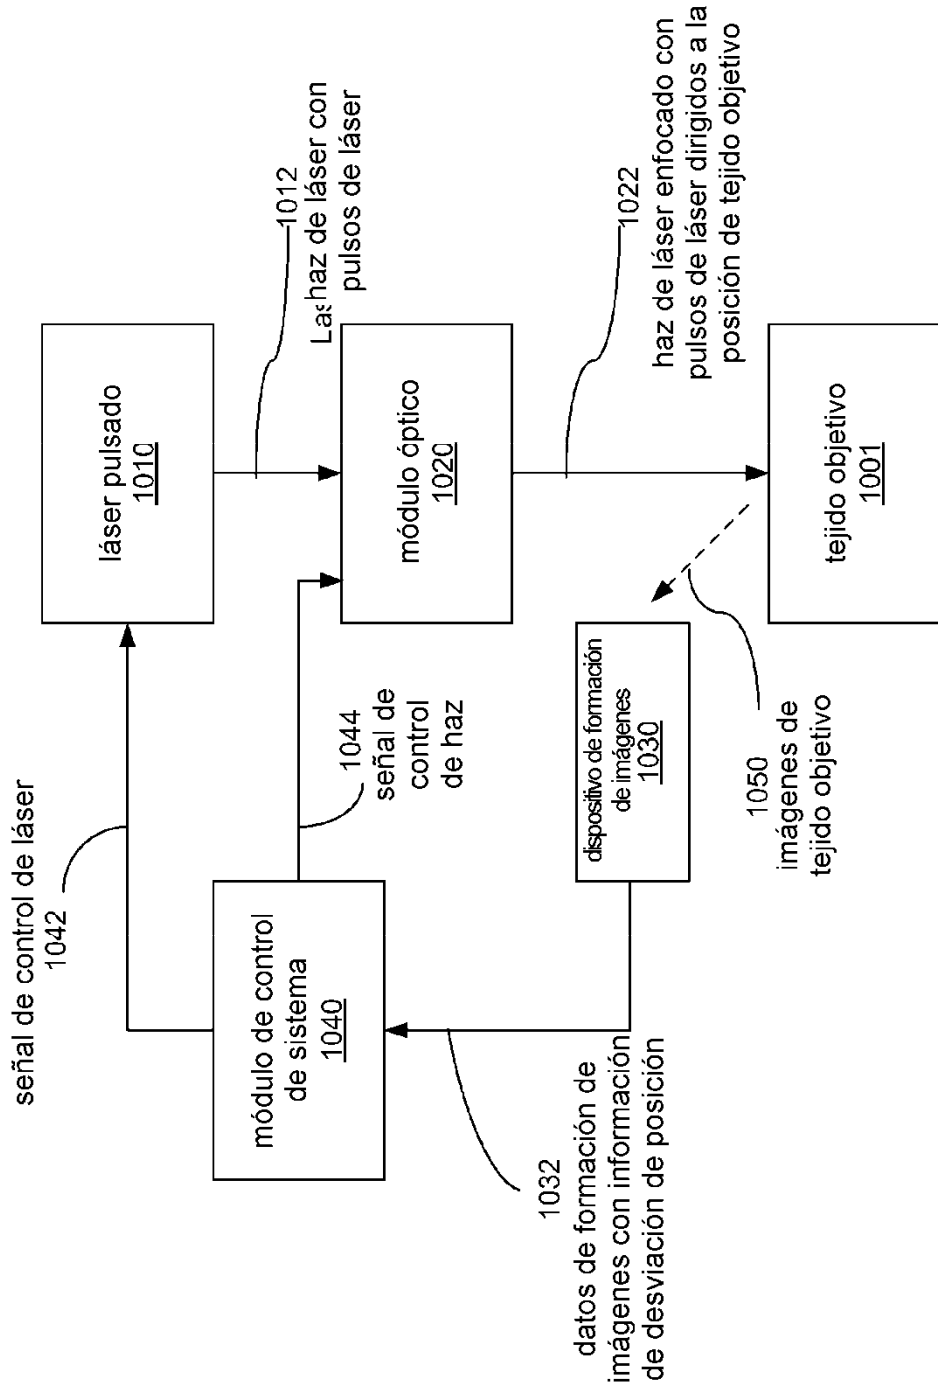 señal de control de láser
1042
láser pulsado
1010
1012
Las haz de láser con
pulsos de láser
módulo de control
de sistema
1040
1044
señal de
control
de haz
módulo óptico
1020
1022
haz de láser enfocado con
pulsos de láser dirigidos a la
posición de tejido objetivo
1032
datos de formación de
imágenes con información
de desviación de posición
dispositivo de formación
de imágenes
1030
1050
imágenes de
tejido objetivo
tejido objetivo
1001